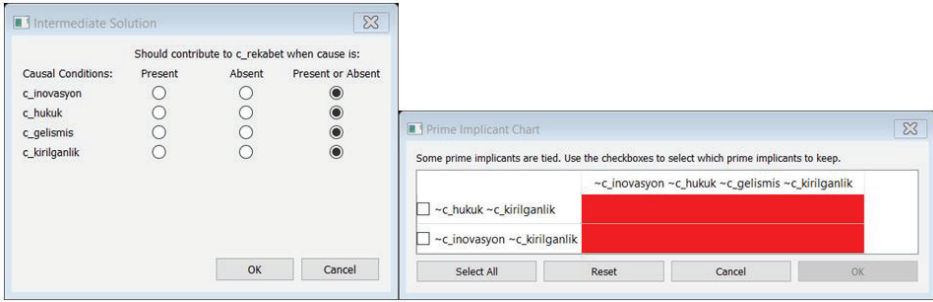 Intermediate Solution
Should contribute to c_rekabet when cause is:
Causal Conditions: Present Absent Present or Absent
c_inovasyon
c_hukuk
c_gelismis
c_kirilganlik
OK Cancel
Prime Implicant Chart
Some prime implicants are tied. Use the checkboxes to select which prime implicants to keep.
~c_inovasyon ~c_hukuk ~c_gelismis ~c_kirilganlik
~c_hukuk ~c_kirilganlik
~c_inovasyon ~c_kirilganlik
Select All Reset Cancel OK